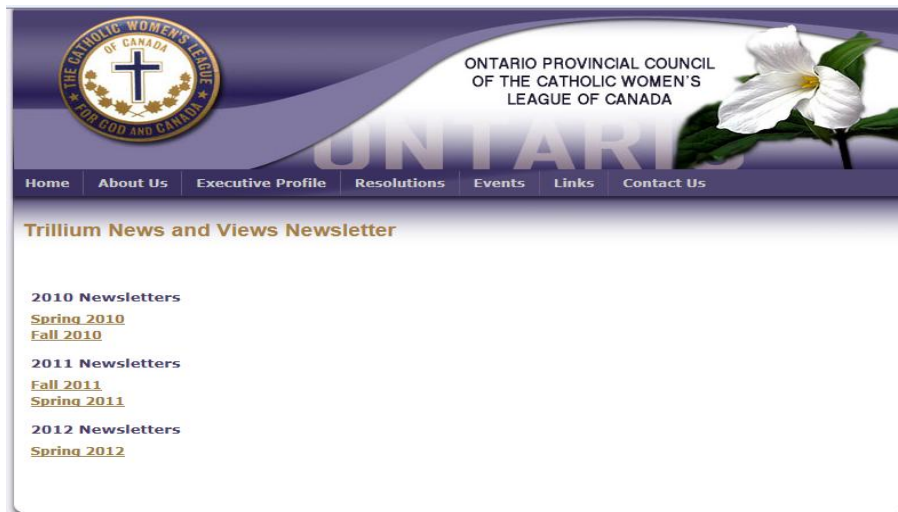 THE CATHOLIC WOMEN'S LEAGUE
OF CANADA
FOR GOD AND CANADA
ONTARIO PROVINCIAL COUNCIL
OF THE CATHOLIC WOMEN'S
LEAGUE OF CANADA
ONTARIO
Home About Us Executive Profile Resolutions Events Links Contact Us
Trillium News and Views Newsletter
2010 Newsletters
Spring 2010
Fall 2010
2011 Newsletters
Fall 2011
Spring 2011
2012 Newsletters
Spring 2012